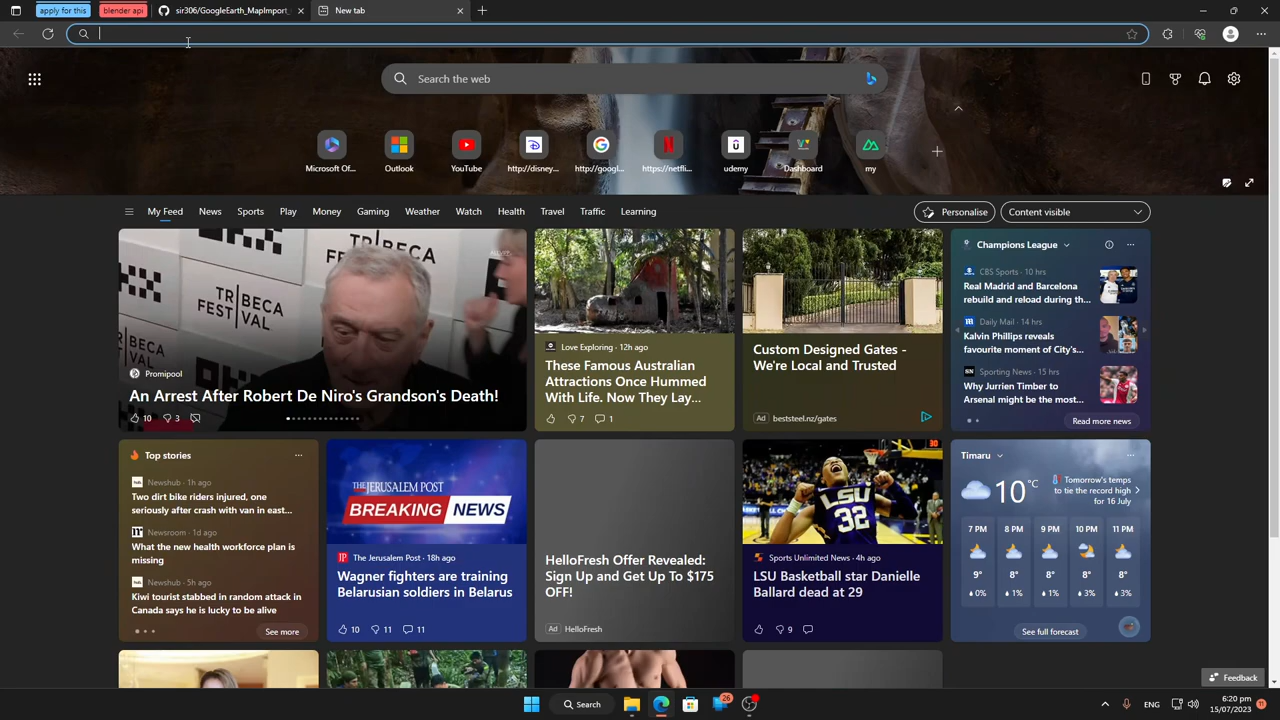 apply for this
blender api
sir306/GoogleEarth_MapImport_
New tab
Search the web
Microsoft Of...
Outlook
YouTube
http://disney...
http://googl...
https://netfli...
udemy
Dashboard
my
My Feed
News
Sports
Play
Money
Gaming
Weather
Watch
Health
Travel
Traffic
Learning
Personalise
Content visible
TRIBECA
FESTIVAL
TRIBECA
FESTIVAL
Promipool
An Arrest After Robert De Niro's Grandson's Death!
10
3
Love Exploring · 12h ago
These Famous Australian
Attractions Once Hummed
With Life. Now They Lay...
7
1
Custom Designed Gates -
We're Local and Trusted
Ad
beststeel.nz/gates
Champions League
CBS Sports · 10 hrs
Real Madrid and Barcelona
rebuild and reload during th...
Daily Mail · 14 hrs
Kalvin Phillips reveals
favourite moment of City's...
Sporting News · 15 hrs
Why Jurrien Timber to
Arsenal might be the most...
Read more news
Top stories
Newshub · 1h ago
Two dirt bike riders injured, one
seriously after crash with van in east...
Newsroom · 1d ago
What the new health workforce plan is
missing
Newshub · 5h ago
Kiwi tourist stabbed in random attack in
Canada says he is lucky to be alive
See more
THE JERUSALEM POST
BREAKING NEWS
The Jerusalem Post · 18h ago
Wagner fighters are training
Belarusian soldiers in Belarus
10
11
11
HelloFresh Offer Revealed:
Sign Up and Get Up To $175
OFF!
Ad
HelloFresh
30
LSU
32
Sports Unlimited News · 4h ago
LSU Basketball star Danielle
Ballard dead at 29
9
Timaru
10 °C
Tomorrow's temps
to tie the record high
for 16 July
7 PM
8 PM
9 PM
10 PM
11 PM
9°
8°
8°
8°
8°
0%
1%
1%
3%
3%
See full forecast
Feedback
Search
26
ENG
6:20 pm
15/07/2023
11